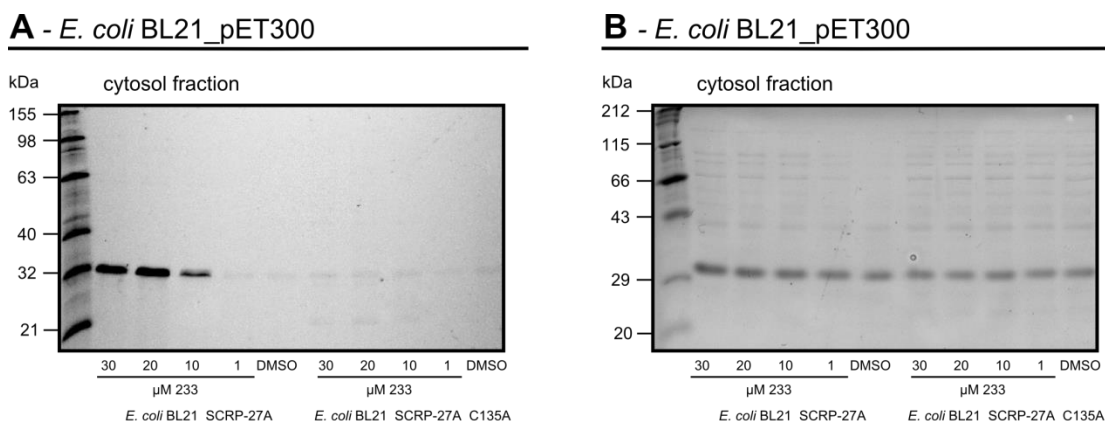 A - E. coli BL21_pET300
kDa
cytosol fraction
155
98
63
40
32
21
30 20 10 1 DMSO 30 20 10 1 DMSO
µM 233 µM 233
E. coli BL21 SCRP-27A E. coli BL21 SCRP-27A C135A
B - E. coli BL21_pET300
kDa
cytosol fraction
212
115
66
43
29
20
30 20 10 1 DMSO 30 20 10 1 DMSO
µM 233 µM 233
E. coli BL21 SCRP-27A E. coli BL21 SCRP-27A C135A